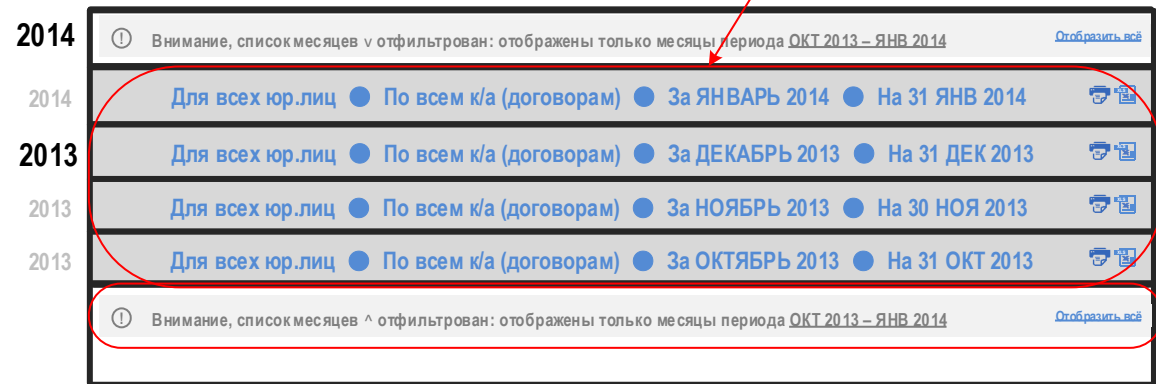 2014 Внимание, список месяцев v отфильтрован: отображены только месяцы периода ОКТ 2013 – ЯНВ 2014 Отобразить всё
2014 Для всех юр.лиц ● По всем к/а (договорам) ● За ЯНВАРЬ 2014 ● На 31 ЯНВ 2014
2013 Для всех юр.лиц ● По всем к/а (договорам) ● За ДЕКАБРЬ 2013 ● На 31 ДЕК 2013
2013 Для всех юр.лиц ● По всем к/а (договорам) ● За НОЯБРЬ 2013 ● На 30 НОЯ 2013
2013 Для всех юр.лиц ● По всем к/а (договорам) ● За ОКТЯБРЬ 2013 ● На 31 ОКТ 2013
Внимание, список месяцев ^ отфильтрован: отображены только месяцы периода ОКТ 2013 – ЯНВ 2014 Отобразить всё